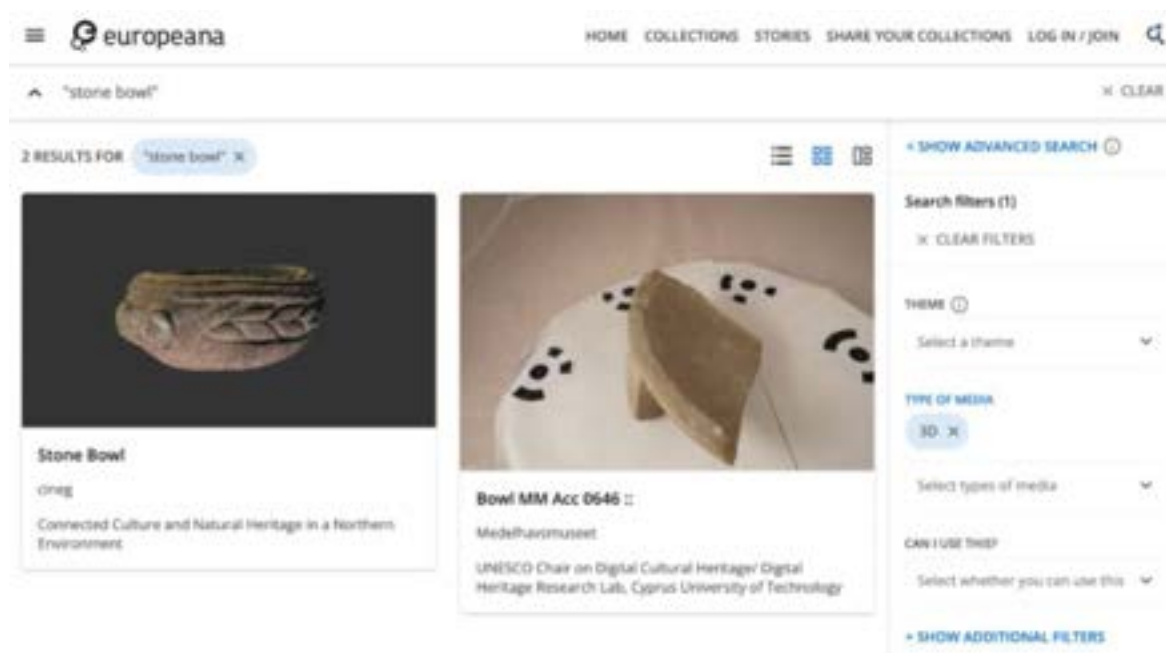 europeana
HOME COLLECTIONS STORIES SHARE YOUR COLLECTIONS LOG IN / JOIN
"stone bowl"
× CLEAR
2 RESULTS FOR "stone bowl" ×
+ SHOW ADVANCED SEARCH
Search filters (1)
× CLEAR FILTERS
THEME
Select a theme
TYPE OF MEDIA
3D ×
Select types of media
CAN I USE THIS?
Select whether you can use this
+ SHOW ADDITIONAL FILTERS
Stone Bowl
cineg
Connected Culture and Natural Heritage in a Northern
Environment
Bowl MM Acc 0646 ::
Medelhavsmuseet
UNESCO Chair on Digital Cultural Heritage/ Digital
Heritage Research Lab, Cyprus University of Technology